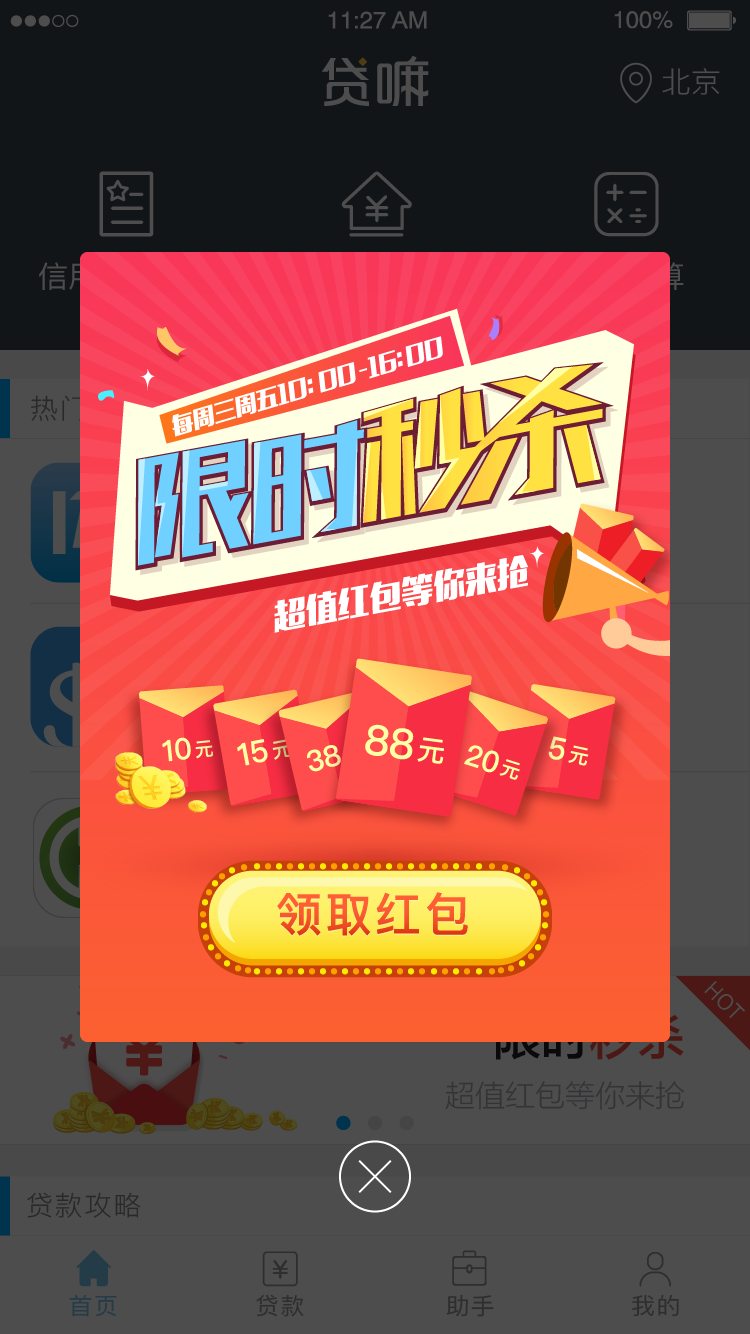 11:27 AM
100%
贷嘛
北京
信用
算
每周三周五10:00-16:00
限时秒杀
超值红包等你来抢
热门
10元
15元
38
88元
20元
5元
领取红包
HOT
限时秒杀
超值红包等你来抢
贷款攻略
首页
贷款
助手
我的